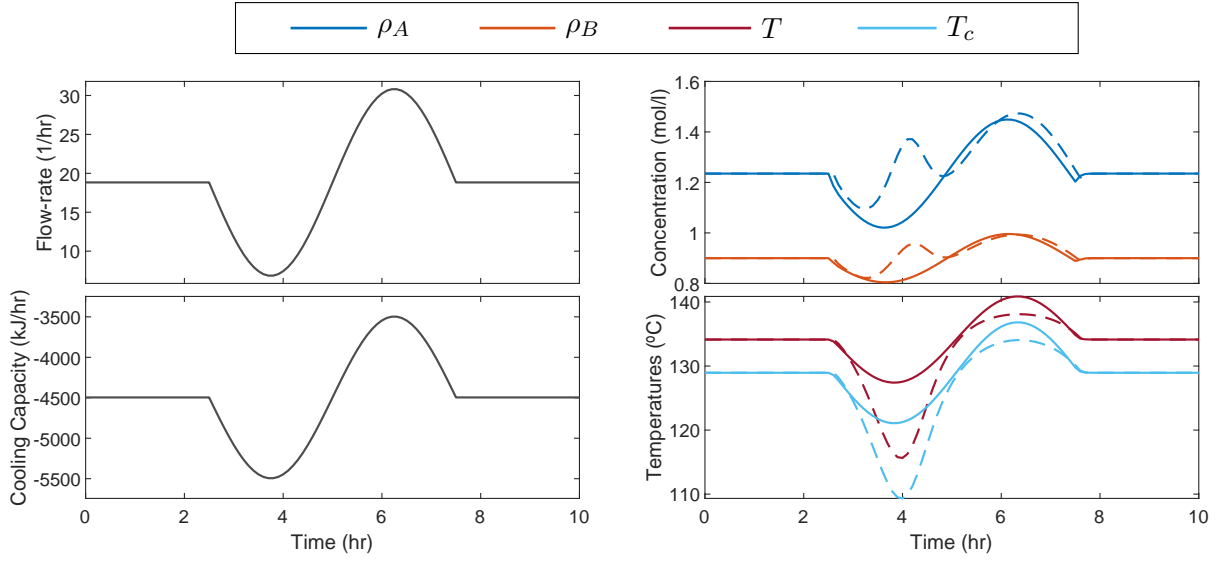 ρ_A ρ_B T T_c
Flow-rate (1/hr)
30
25
20
15
10
Cooling Capacity (kJ/hr)
-3500
-4000
-4500
-5000
-5500
0 2 4 6 8 10
Time (hr)
Concentration (mol/l)
1.6
1.4
1.2
1
0.8
Temperatures (ºC)
140
130
120
110
0 2 4 6 8 10
Time (hr)